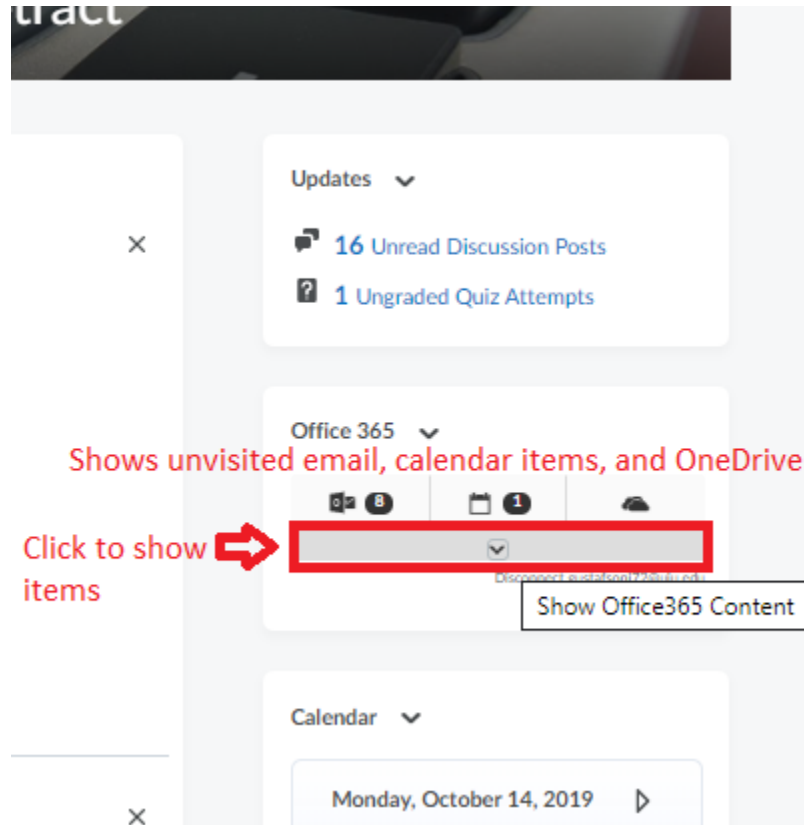 tract
Updates
16 Unread Discussion Posts
1 Ungraded Quiz Attempts
Office 365
Shows unvisited email, calendar items, and OneDrive
8 1
Click to show
items
Disconnect
Show Office365 Content
Calendar
Monday, October 14, 2019